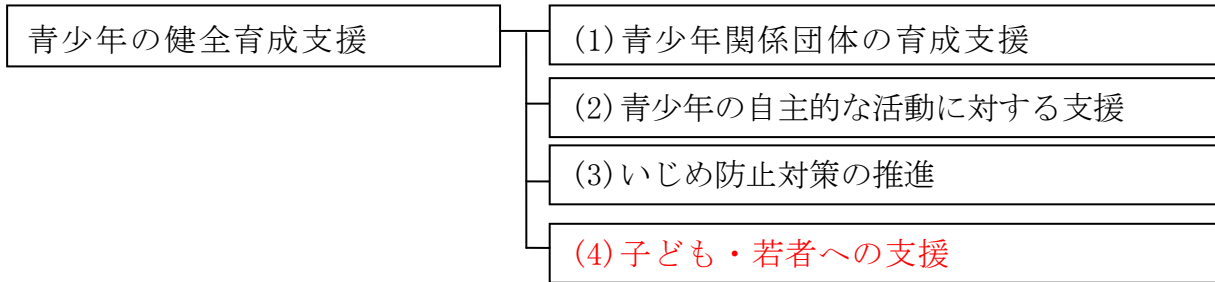 青少年の健全育成支援
(1)青少年関係団体の育成支援
(2)青少年の自主的な活動に対する支援
(3)いじめ防止対策の推進
(4)子ども・若者への支援